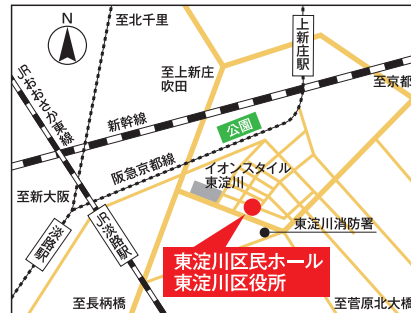 N
至北千里
上新庄駅
至上新庄
吹田
至京都
JRおおさか東線
新幹線
公園
阪急京都線
イオンスタイル
東淀川
至新大阪
淡路駅
JR淡路駅
東淀川消防署
東淀川区民ホール
東淀川区役所
至長柄橋
至菅原北大橋